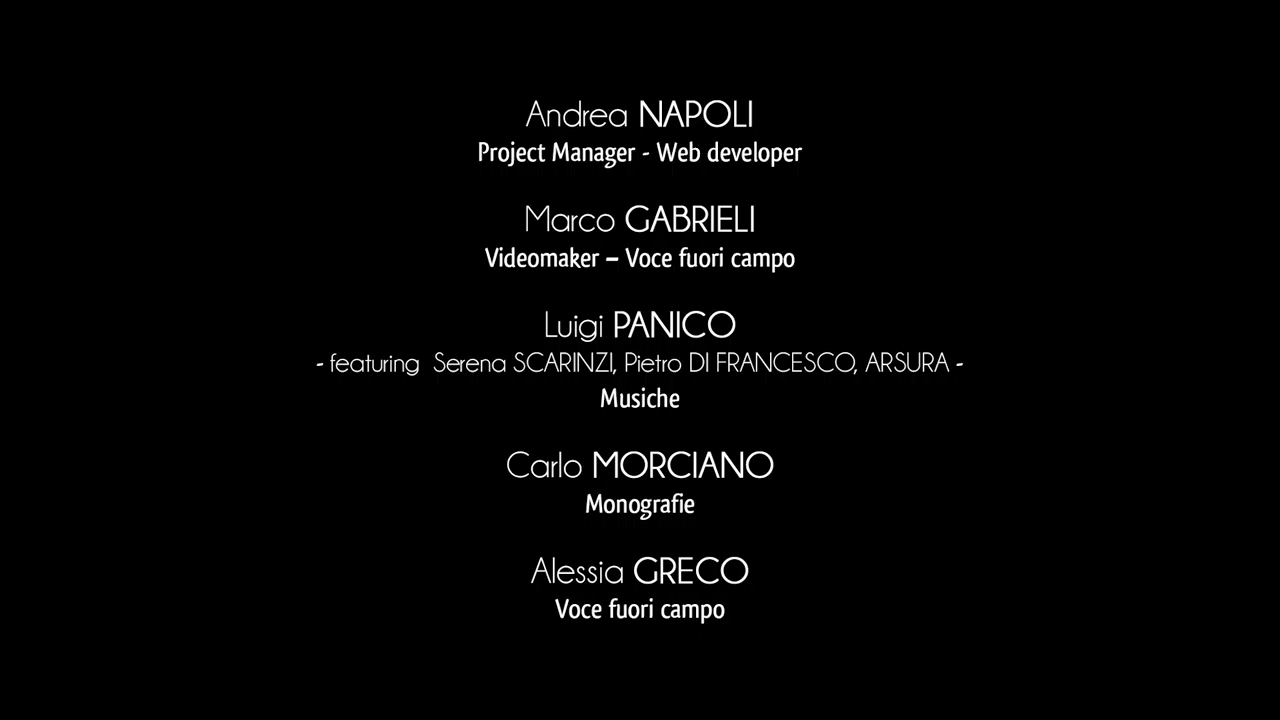 Andrea NAPOLI
Project Manager - Web developer
Marco GABRIELI
Videomaker – Voce fuori campo
Luigi PANICO
- featuring  Serena SCARINZI, Pietro DI FRANCESCO, ARSURA -
Musiche
Carlo MORCIANO
Monografie
Alessia GRECO
Voce fuori campo